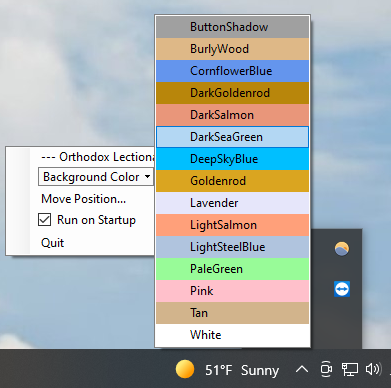 ButtonShadow
BurlyWood
CornflowerBlue
DarkGoldenrod
DarkSalmon
DarkSeaGreen
DeepSkyBlue
Goldenrod
Lavender
LightSalmon
LightSteelBlue
PaleGreen
Pink
Tan
White
--- Orthodox Lectiona
Background Color
Move Position...
Run on Startup
Quit
51°F Sunny